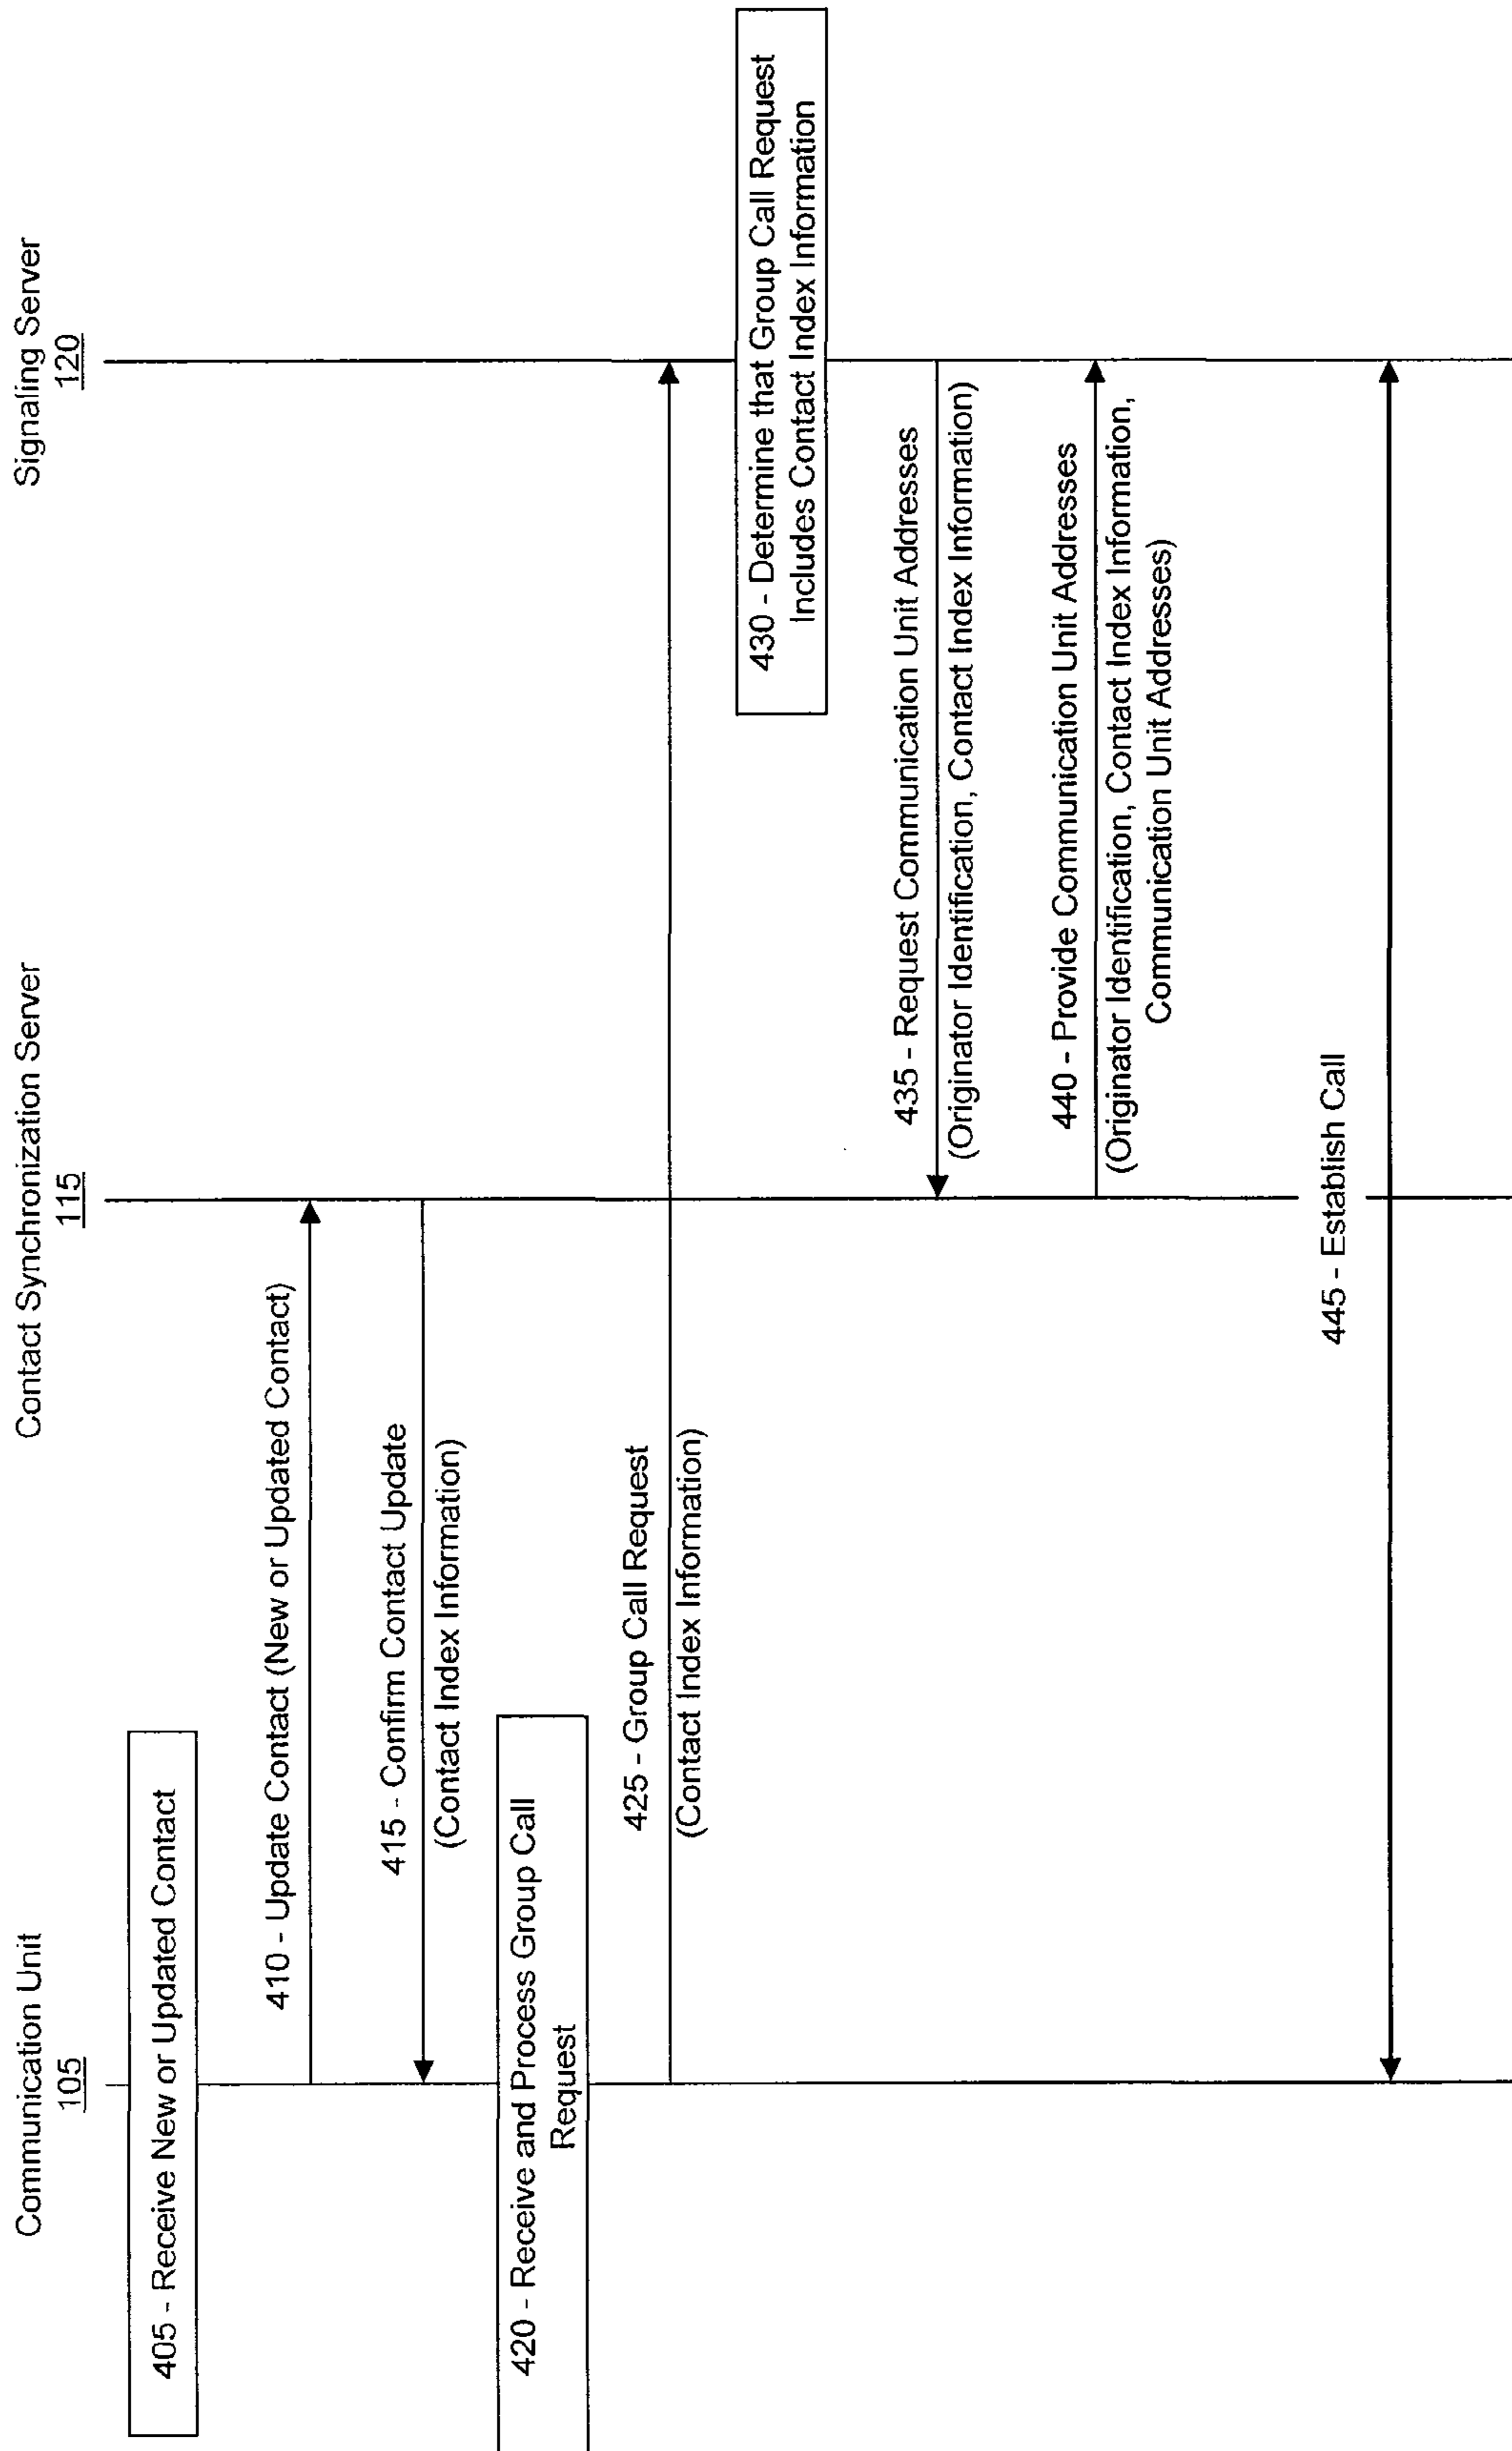 Communication Unit
105
Contact Synchronization Server
115
Signaling Server
120
405 - Receive New or Updated Contact
410 - Update Contact (New or Updated Contact)
415 - Confirm Contact Update
(Contact Index Information)
420 - Receive and Process Group Call
Request
425 - Group Call Request
(Contact Index Information)
430 - Determine that Group Call Request
Includes Contact Index Information
435 - Request Communication Unit Addresses
(Originator Identification, Contact Index Information)
440 - Provide Communication Unit Addresses
(Originator Identification, Contact Index Information,
Communication Unit Addresses)
445 - Establish Call